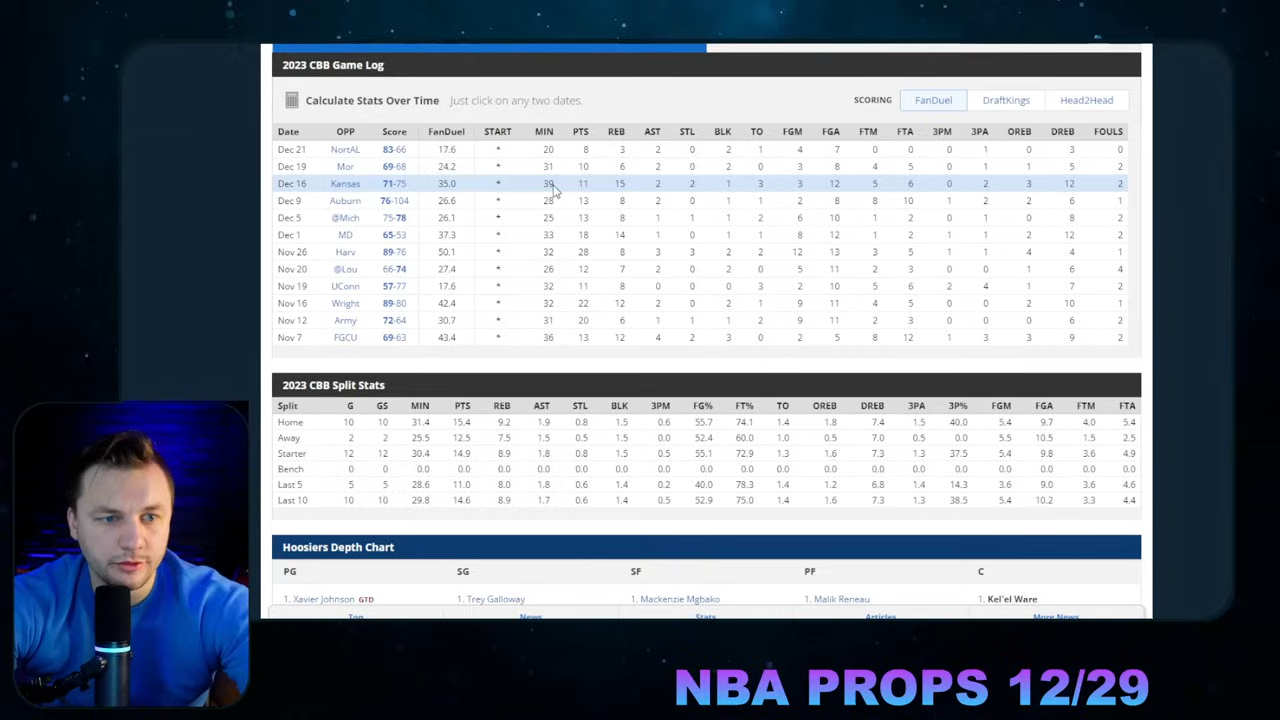 2023 CBB Game Log
Calculate Stats Over Time Just click on any two dates. SCORING FanDuel DraftKings Head2Head
Date OPP Score FanDuel START MIN PTS REB AST STL BLK TO FGM FGA FTM FTA 3PM 3PA OREB DREB FOULS
Dec 21 NortAL 83-66 17.6 * 20 8 3 2 0 2 1 4 7 0 0 0 1 0 3 0
Dec 19 Mor 69-68 24.2 * 31 10 6 2 0 2 0 3 8 4 5 0 1 1 5 2
Dec 16 Kansas 71-75 35.0 * 39 11 15 2 2 1 3 3 12 5 6 0 2 3 12 2
Dec 9 Auburn 76-104 26.6 * 28 13 8 2 0 1 1 2 8 8 10 1 2 2 6 1
Dec 5 @Mich 75-78 26.1 * 25 13 8 1 1 1 2 6 10 1 2 1 0 0 8 2
Dec 1 MD 65-53 37.3 * 33 18 14 1 0 1 1 8 12 1 2 1 1 2 12 2
Nov 26 Harv 89-76 50.1 * 32 28 8 3 3 2 2 12 13 3 5 1 1 4 4 1
Nov 20 @Lou 66-74 27.4 * 26 12 7 2 0 2 0 5 11 2 3 0 0 1 6 4
Nov 19 UConn 57-77 17.6 * 32 11 8 0 0 0 3 2 10 5 6 2 4 1 7 2
Nov 16 Wright 89-80 42.4 * 32 22 12 2 0 2 1 9 11 4 5 0 0 2 10 1
Nov 12 Army 72-64 30.7 * 31 20 6 1 1 1 2 9 11 2 3 0 0 0 6 2
Nov 7 FGCU 69-63 43.4 * 36 13 12 4 2 3 0 2 5 8 12 1 3 3 9 2
2023 CBB Split Stats
Split G GS MIN PTS REB AST STL BLK 3PM FG% FT% TO OREB DREB 3PA 3P% FGM FGA FTM FTA
Home 10 10 31.4 15.4 9.2 1.9 0.8 1.5 0.6 55.7 74.1 1.4 1.8 7.4 1.5 40.0 5.4 9.7 4.0 5.4
Away 2 2 25.5 12.5 7.5 1.5 0.5 1.5 0.0 52.4 60.0 1.0 0.5 7.0 0.5 0.0 5.5 10.5 1.5 2.5
Starter 12 12 30.4 14.9 8.9 1.8 0.8 1.5 0.5 55.1 72.9 1.3 1.6 7.3 1.3 37.5 5.4 9.8 3.6 4.9
Bench 0 0 0.0 0.0 0.0 0.0 0.0 0.0 0.0 0.0 0.0 0.0 0.0 0.0 0.0 0.0 0.0 0.0 0.0 0.0
Last 5 5 5 28.6 11.0 8.0 1.8 0.6 1.4 0.2 40.0 78.3 1.4 1.2 6.8 1.4 14.3 3.6 9.0 3.6 4.6
Last 10 10 10 29.8 14.6 8.9 1.7 0.6 1.4 0.5 52.9 75.0 1.4 1.6 7.3 1.3 38.5 5.4 10.2 3.3 4.4
Hoosiers Depth Chart
PG SG SF PF C
1. Xavier Johnson GTD 1. Trey Galloway 1. Mackenzie Mgbako 1. Malik Reneau 1. Kel'el Ware
Top News Stats Articles More News
NBA PROPS 12/29